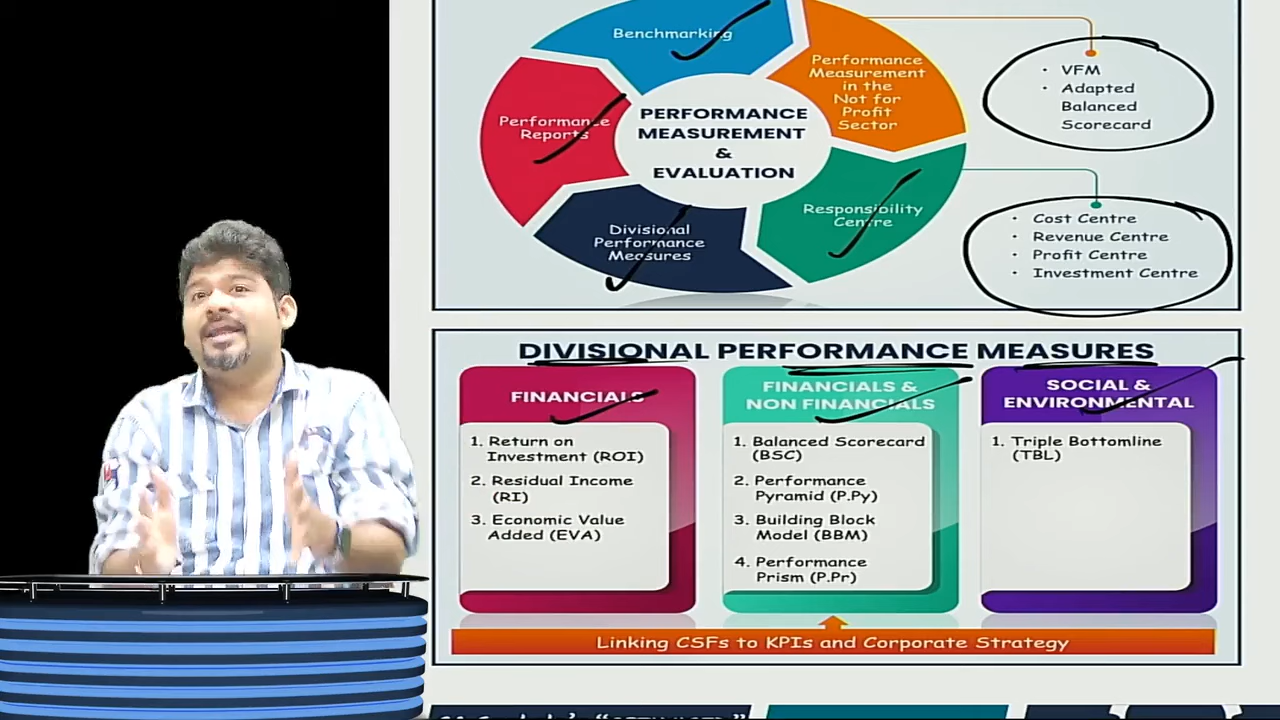 Benchmarking
Performance
Measurement
in the
Not for
Profit
Sector
• VFM
• Adapted
Balanced
Scorecard
Performance
Reports
PERFORMANCE
MEASUREMENT
&
EVALUATION
Divisional
Performance
Measures
Responsibility
Centre
• Cost Centre
• Revenue Centre
• Profit Centre
• Investment Centre
DIVISIONAL PERFORMANCE MEASURES
FINANCIALS
1. Return on
Investment (ROI)
2. Residual Income
(RI)
3. Economic Value
Added (EVA)
FINANCIALS &
NON FINANCIALS
1. Balanced Scorecard
(BSC)
2. Performance
Pyramid (P.Py)
3. Building Block
Model (BBM)
4. Performance
Prism (P.Pr)
SOCIAL &
ENVIRONMENTAL
1. Triple Bottomline
(TBL)
Linking CSFs to KPIs and Corporate Strategy